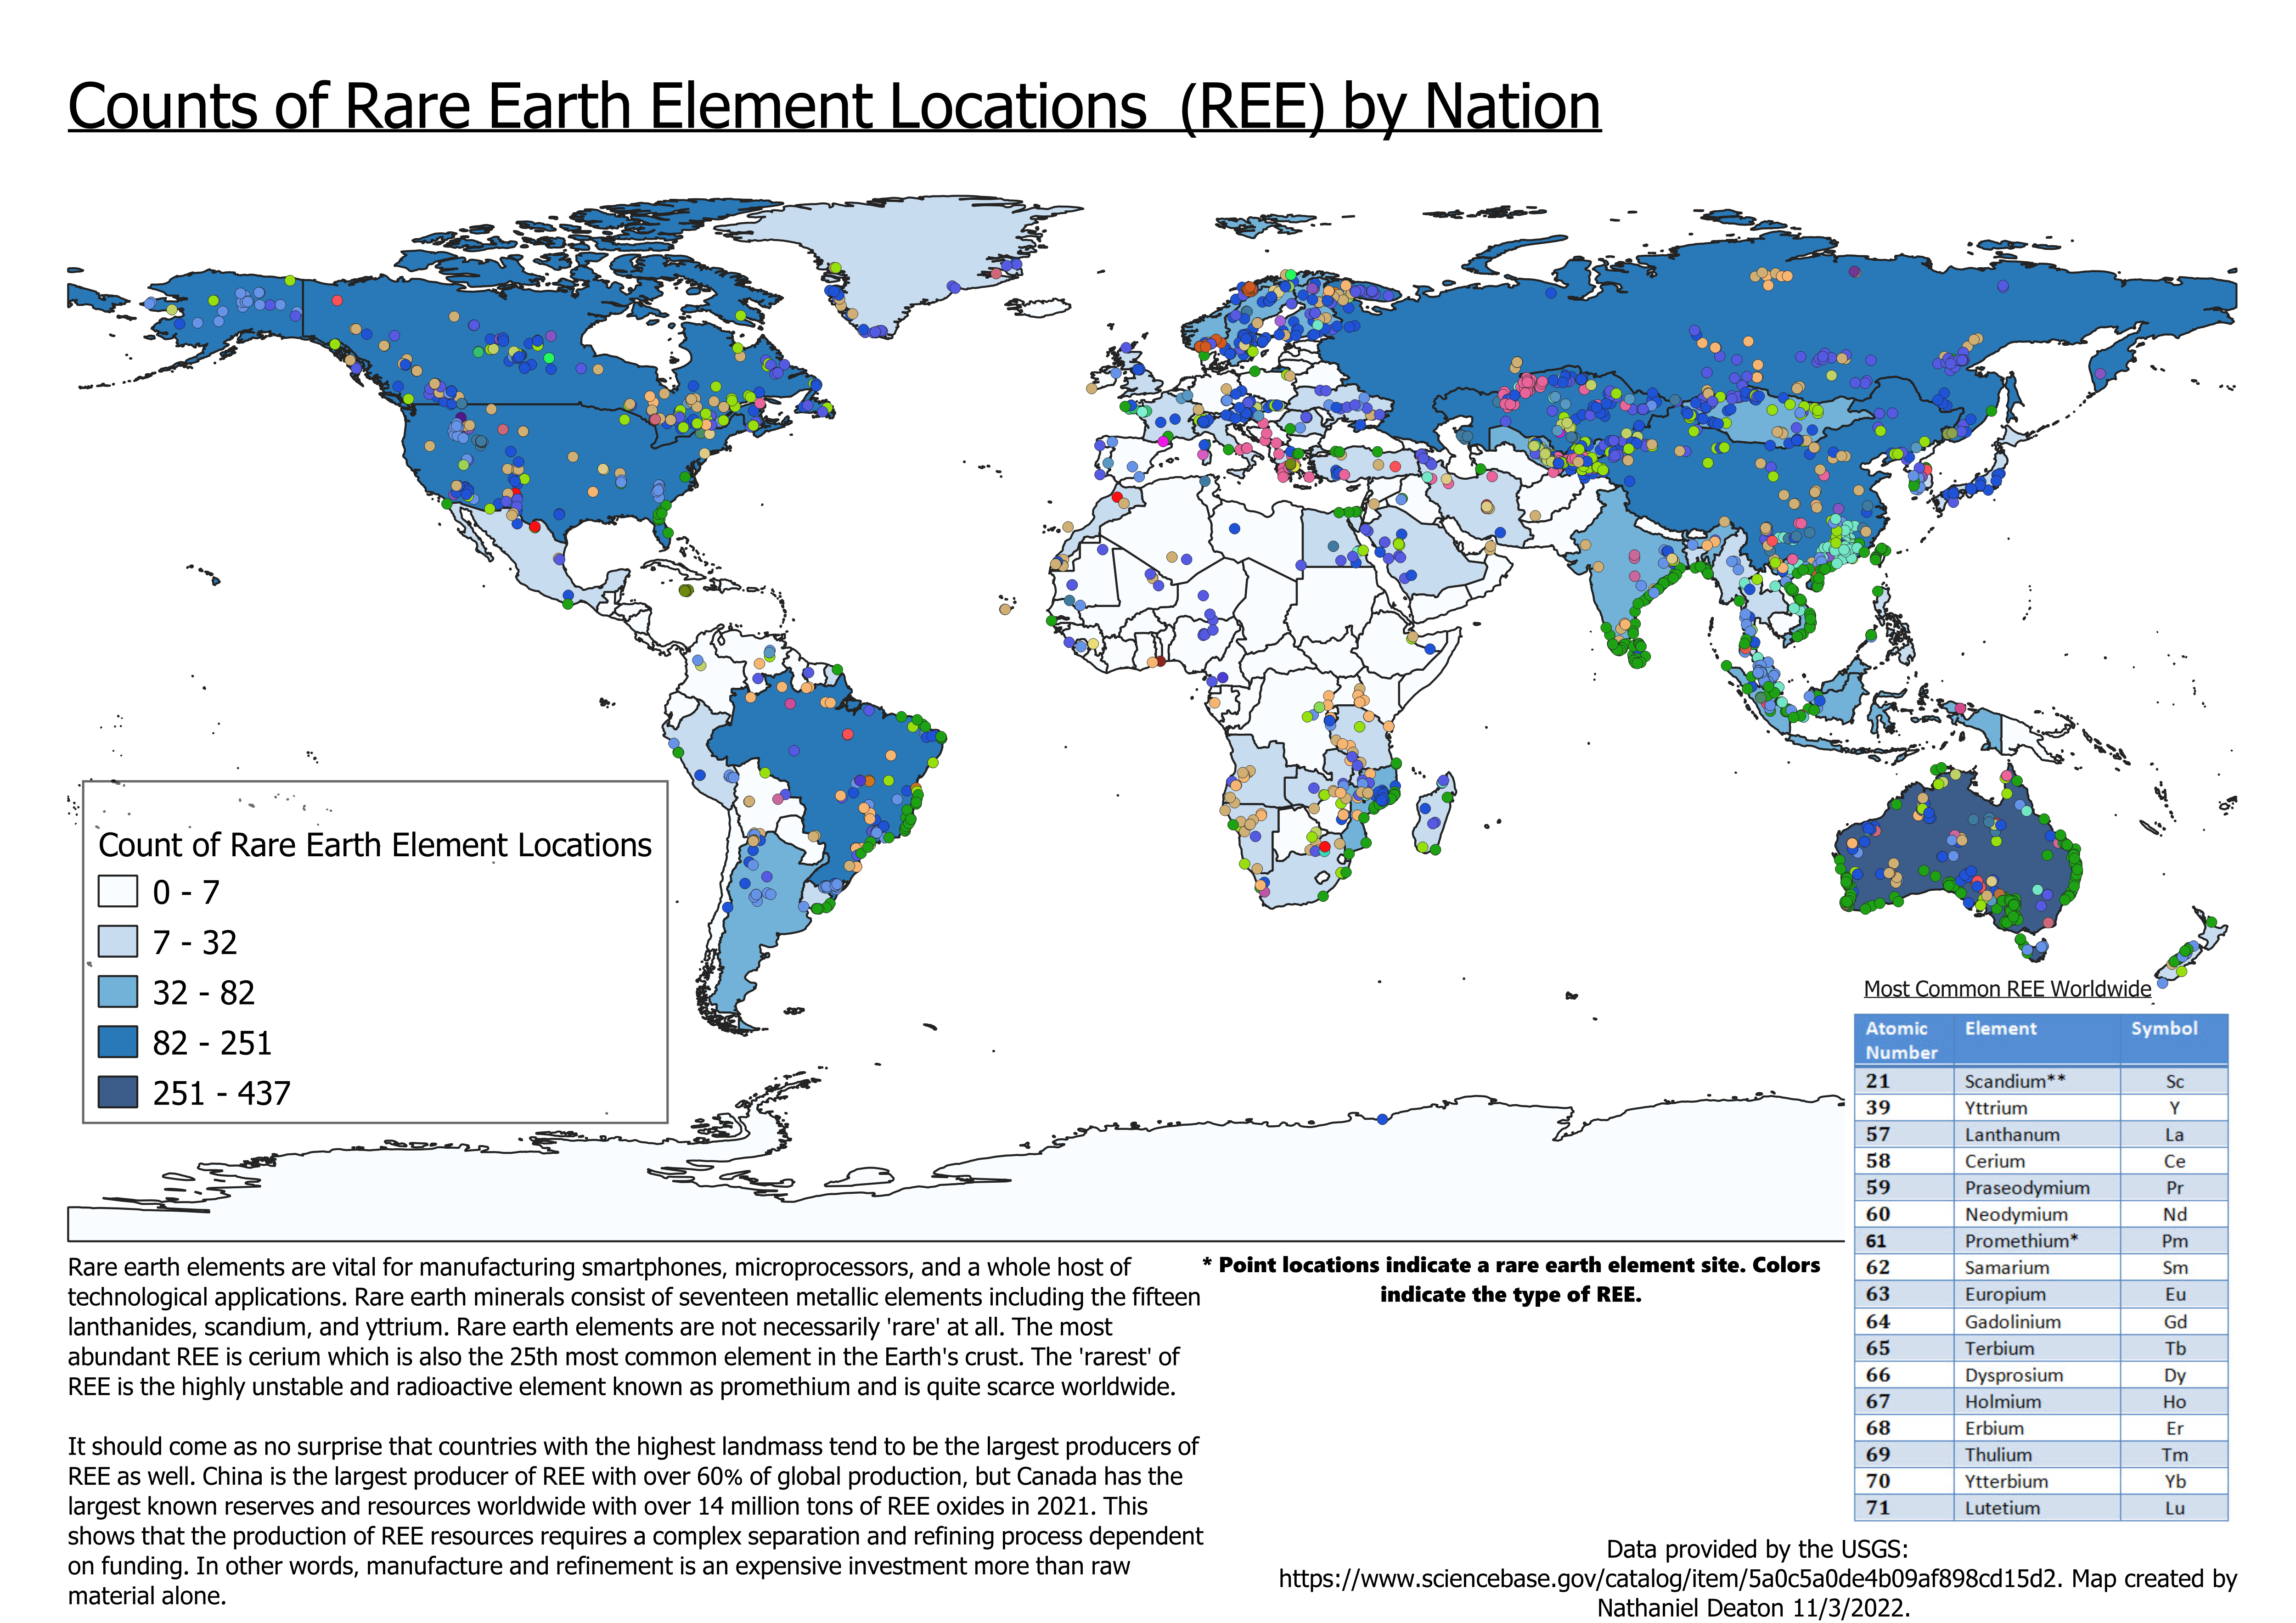 Counts of Rare Earth Element Locations  (REE) by Nation
Count of Rare Earth Element Locations
0 - 7
7 - 32
32 - 82
82 - 251
251 - 437
Most Common REE Worldwide
Atomic Number Element Symbol
21 Scandium** Sc
39 Yttrium Y
57 Lanthanum La
58 Cerium Ce
59 Praseodymium Pr
60 Neodymium Nd
61 Promethium* Pm
62 Samarium Sm
63 Europium Eu
64 Gadolinium Gd
65 Terbium Tb
66 Dysprosium Dy
67 Holmium Ho
68 Erbium Er
69 Thulium Tm
70 Ytterbium Yb
71 Lutetium Lu
Rare earth elements are vital for manufacturing smartphones, microprocessors, and a whole host of
technological applications. Rare earth minerals consist of seventeen metallic elements including the fifteen
lanthanides, scandium, and yttrium. Rare earth elements are not necessarily 'rare' at all. The most
abundant REE is cerium which is also the 25th most common element in the Earth's crust. The 'rarest' of
REE is the highly unstable and radioactive element known as promethium and is quite scarce worldwide.
It should come as no surprise that countries with the highest landmass tend to be the largest producers of
REE as well. China is the largest producer of REE with over 60% of global production, but Canada has the
largest known reserves and resources worldwide with over 14 million tons of REE oxides in 2021. This
shows that the production of REE resources requires a complex separation and refining process dependent
on funding. In other words, manufacture and refinement is an expensive investment more than raw
material alone.
* Point locations indicate a rare earth element site. Colors
indicate the type of REE.
Data provided by the USGS:
https://www.sciencebase.gov/catalog/item/5a0c5a0de4b09af898cd15d2. Map created by
Nathaniel Deaton 11/3/2022.